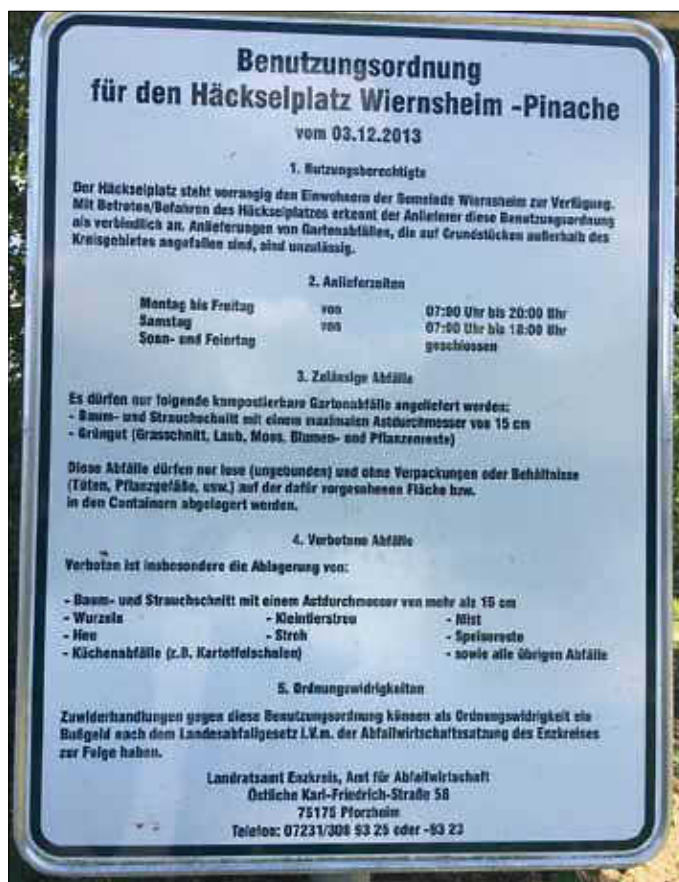 Benutzungsordnung
für den Häckselplatz Wiernsheim -Pinache
vom 03.12.2013
1. Nutzungsberechtigte
Der Häckselplatz steht vorrangig den Einwohnern der Gemeinde Wiernsheim zur Verfügung.
Mit Betreten/Befahren des Häckselplatzes erkennt der Anlieferer diese Benutzungsordnung
als verbindlich an. Anlieferungen von Gartenabfällen, die auf Grundstücken außerhalb des
Kreisgebietes angefallen sind, sind unzulässig.
2. Anlieferzeiten
Montag bis Freitag von 07:00 Uhr bis 20:00 Uhr
Samstag von 07:00 Uhr bis 18:00 Uhr
Sonn- und Feiertag geschlossen
3. Zulässige Abfälle
Es dürfen nur folgende kompostierbare Gartenabfälle angeliefert werden:
- Baum- und Strauchschnitt mit einem maximalen Astdurchmesser von 15 cm
- Grüngut (Grasschnitt, Laub, Moos, Blumen- und Pflanzenreste)
Diese Abfälle dürfen nur lose (ungebunden) und ohne Verpackungen oder Behältnisse
(Tüten, Pflanzgefäße, usw.) auf der dafür vorgesehenen Fläche bzw.
in den Containern abgelagert werden.
4. Verbotene Abfälle
Verboten ist insbesondere die Ablagerung von:
- Baum- und Strauchschnitt mit einem Astdurchmesser von mehr als 15 cm
- Wurzeln - Kleintierstreu - Mist
- Heu - Stroh - Speisereste
- Küchenabfälle (z.B. Kartoffelschalen) - sowie alle übrigen Abfälle
5. Ordnungswidrigkeiten
Zuwiderhandlungen gegen diese Benutzungsordnung können als Ordnungswidrigkeit ein
Bußgeld nach dem Landesabfallgesetz i.V.m. der Abfallwirtschaftssatzung des Enzkreises
zur Folge haben.
Landratsamt Enzkreis, Amt für Abfallwirtschaft
Östliche Karl-Friedrich-Straße 58
75175 Pforzheim
Telefon: 07231/308 93 25 oder -93 23